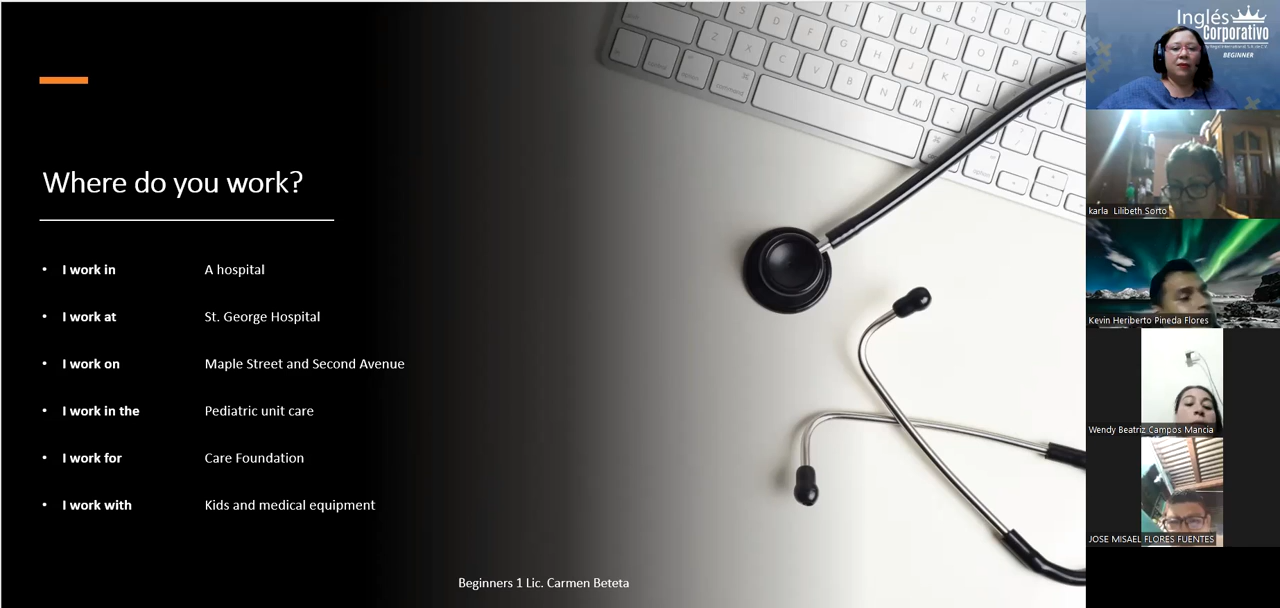 Where do you work?
• I work in A hospital
• I work at St. George Hospital
• I work on Maple Street and Second Avenue
• I work in the Pediatric unit care
• I work for Care Foundation
• I work with Kids and medical equipment
Beginners 1 Lic. Carmen Beteta
Inglés
Corporativo
BEGINNER
karla Lilibeth Sorto
Kevin Heriberto Pineda Flores
Wendy Beatriz Campos Mancia
JOSE MISAEL FLORES FUENTES
command
option